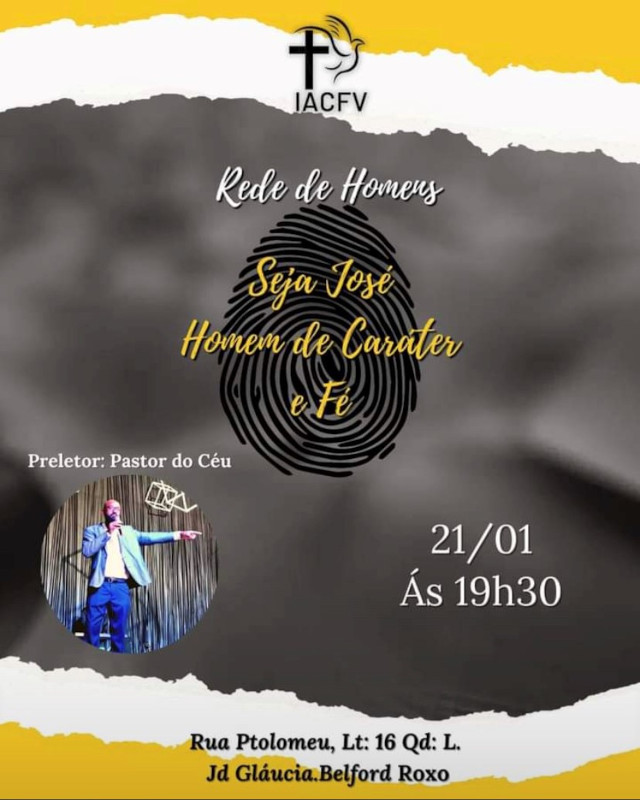 IACFV
Rede de Homens
Seja José
Homem de Caráter
e Fé
Preletor: Pastor do Céu
21/01
Ás 19h30
Rua Ptolomeu, Lt: 16 Qd: L.
Jd Gláucia.Belford Roxo